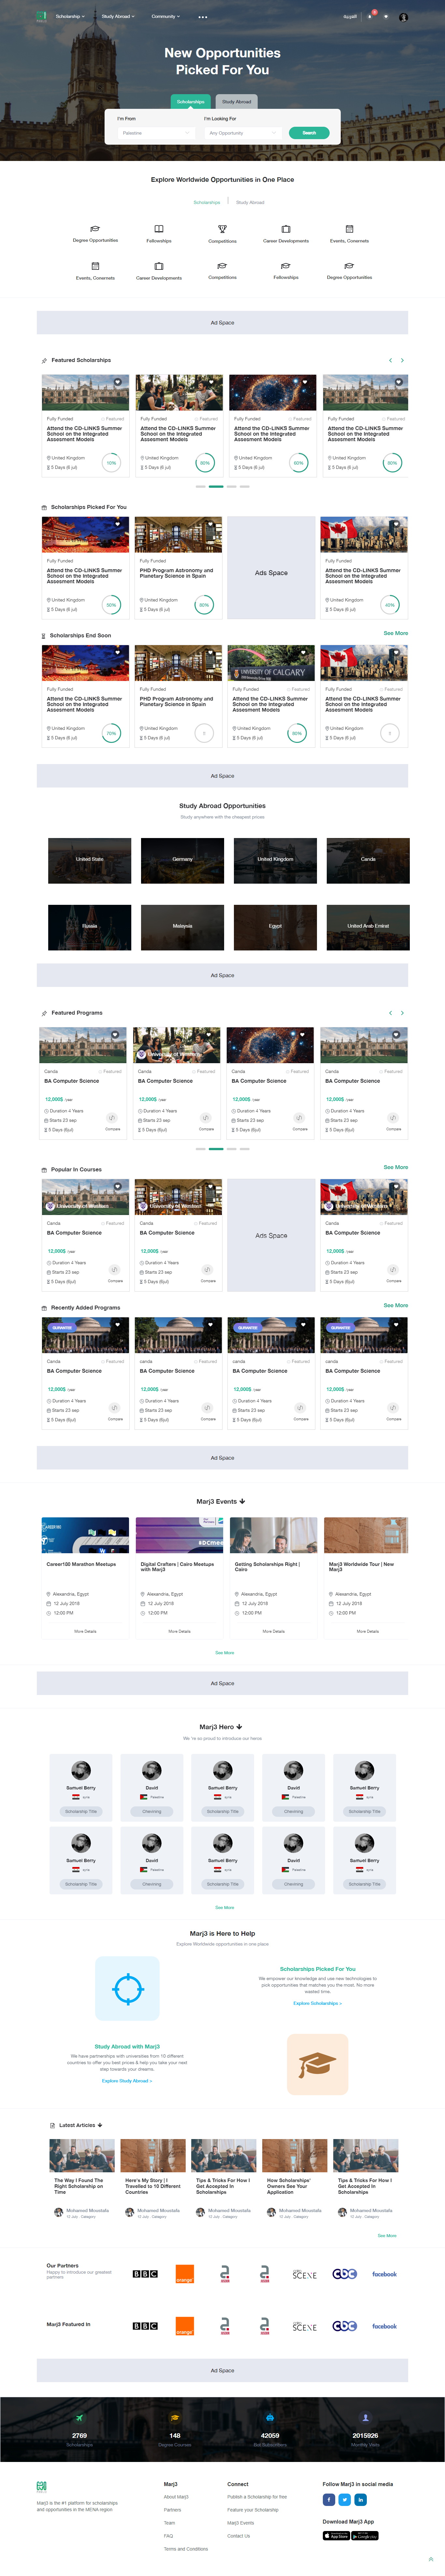 Scholarship
Study Abroad
Community
العربية
New Opportunities
Picked For You
Scholarships
Study Abroad
I'm From
I'm Looking For
Palestine
Any Opportunity
Search
Explore Worldwide Opportunities in One Place
Scholarships
Study Abroad
Degree Opportunities
Fellowships
Competitions
Career Developments
Events, Conernets
Events, Conernets
Career Developments
Competitions
Fellowships
Degree Opportunities
Ad Space
Featured Scholarships
Fully Funded Featured
Attend the CD-LINKS Summer
School on the Integrated
Assesment Models
United Kingdom
5 Days (6 jul)
10%
Fully Funded Featured
Attend the CD-LINKS Summer
School on the Integrated
Assesment Models
United Kingdom
5 Days (6 jul)
80%
Fully Funded Featured
Attend the CD-LINKS Summer
School on the Integrated
Assesment Models
United Kingdom
5 Days (6 jul)
60%
Fully Funded Featured
Attend the CD-LINKS Summer
School on the Integrated
Assesment Models
United Kingdom
5 Days (6 jul)
80%
Scholarships Picked For You
Fully Funded
Attend the CD-LINKS Summer
School on the Integrated
Assesment Models
United Kingdom
5 Days (6 jul)
Fully Funded
PHD Program Astronomy and
Planetary Science in Spain
United Kingdom
5 Days (6 jul)
Ads Space
Fully Funded
Attend the CD-LINKS Summer
School on the Integrated
Assesment Models
United Kingdom
5 Days (6 jul)
Scholarships End Soon
See More
Fully Funded
Attend the CD-LINKS Summer
School on the Integrated
Assesment Models
United Kingdom
5 Days (6 jul)
70%
Fully Funded
PHD Program Astronomy and
Planetary Science in Spain
United Kingdom
5 Days (6 jul)
UNIVERSITY OF CALGARY
Fully Funded Featured
Attend the CD-LINKS Summer
School on the Integrated
Assesment Models
United Kingdom
5 Days (6 jul)
90%
Fully Funded Featured
Attend the CD-LINKS Summer
School on the Integrated
Assesment Models
United Kingdom
5 Days (6 jul)
Ad Space
Study Abroad Opportunities
Study anywhere with the cheapest prices
United State
Germany
United Kingdom
Canda
Russia
Malaysia
Egypt
United Arab Emirat
Ad Space
Featured Programs
Canda Featured
BA Computer Science
12,000$ /year
Duration 4 Years
Starts 23 sep
5 Days (6jul)
Compare
Canda Featured
BA Computer Science
12,000$ /year
Duration 4 Years
Starts 23 sep
5 Days (6jul)
Compare
Canda Featured
BA Computer Science
12,000$ /year
Duration 4 Years
Starts 23 sep
5 Days (6jul)
Compare
Canda Featured
BA Computer Science
12,000$ /year
Duration 4 Years
Starts 23 sep
5 Days (6jul)
Compare
Popular In Courses
See More
Canda Featured
BA Computer Science
12,000$ /year
Duration 4 Years
Starts 23 sep
5 Days (6jul)
Compare
Canda Featured
BA Computer Science
12,000$ /year
Duration 4 Years
Starts 23 sep
5 Days (6jul)
Compare
Ads Space
Canda Featured
BA Computer Science
12,000$ /year
Duration 4 Years
Starts 23 sep
5 Days (6jul)
Compare
Recently Added Programs
See More
Canda Featured
BA Computer Science
12,000$ /year
Duration 4 Years
Starts 23 sep
5 Days (6jul)
Compare
canda Featured
BA Computer Science
12,000$ /year
Duration 4 Years
Starts 23 sep
5 Days (6jul)
Compare
canda Featured
BA Computer Science
12,000$ /year
Duration 4 Years
Starts 23 sep
5 Days (6jul)
Compare
canda Featured
BA Computer Science
12,000$ /year
Duration 4 Years
Starts 23 sep
5 Days (6jul)
Compare
Ad Space
Marj3 Events
Career100 Marathon Meetups
Alexandria, Egypt
12 July 2018
12:00 PM
More Details
Digital Crafters | Cairo Meetups
with Marj3
Alexandria, Egypt
12 July 2018
12:00 PM
More Details
Getting Scholarships Right |
Cairo
Alexandria, Egypt
12 July 2018
12:00 PM
More Details
Marj3 Worldwide Tour | New
Marj3
Alexandria, Egypt
12 July 2018
12:00 PM
More Details
See More
Ad Space
Marj3 Hero
We 're so proud to introduce our heros
Samuel Berry
syria
Scholarship Title
David
Palestine
Chevining
Samuel Berry
syria
Scholarship Title
David
Palestine
Chevining
Samuel Berry
syria
Scholarship Title
Samuel Berry
syria
Scholarship Title
David
Palestine
Chevining
Samuel Berry
syria
Scholarship Title
David
Palestine
Chevining
Samuel Berry
syria
Scholarship Title
See More
Marj3 is Here to Help
Explore Worldwide opportunities in one place
Scholarships Picked For You
We empower our knowledge and use new technologies to
pick opportunities that matches you the most. No more
wasted time.
Explore Scholarships >
Study Abroad with Marj3
We have partnerships with universities from 10 different
countries to offer you best prices & help you take your next
step towards your dreams.
Explore Study Abroad >
Latest Articles
The Way I Found The
Right Scholarship on
Time
Mohamed Moustafa
12 July . Category
Here's My Story | I
Travelled to 10 Different
Countries
Mohamed Moustafa
12 July . Category
Tips & Tricks For How I
Get Accepted In
Scholarships
Mohamed Moustafa
12 July . Category
How Scholarships'
Owners See Your
Application
Mohamed Moustafa
12 July . Category
Tips & Tricks For How I
Get Accepted In
Scholarships
Mohamed Moustafa
12 July . Category
See More
Our Partners
Happy to introduce our greatest
partners
BBC
orange
SCENE
cbc
facebook
Marj3 Featured In
BBC
orange
SCENE
cbc
facebook
Ad Space
2769
Scholarships
148
Degree Courses
42059
2015926
Monthly Visits
Marj3 is the #1 platform for scholarships
and opportunities in the MENA region
Marj3
About Marj3
Partners
Team
FAQ
Terms and Conditions
Connect
Publish a Scholarship for free
Feature your Scholarship
Marj3 Events
Contact Us
Follow Marj3 in social media
Download Marj3 App
App Store
Google play